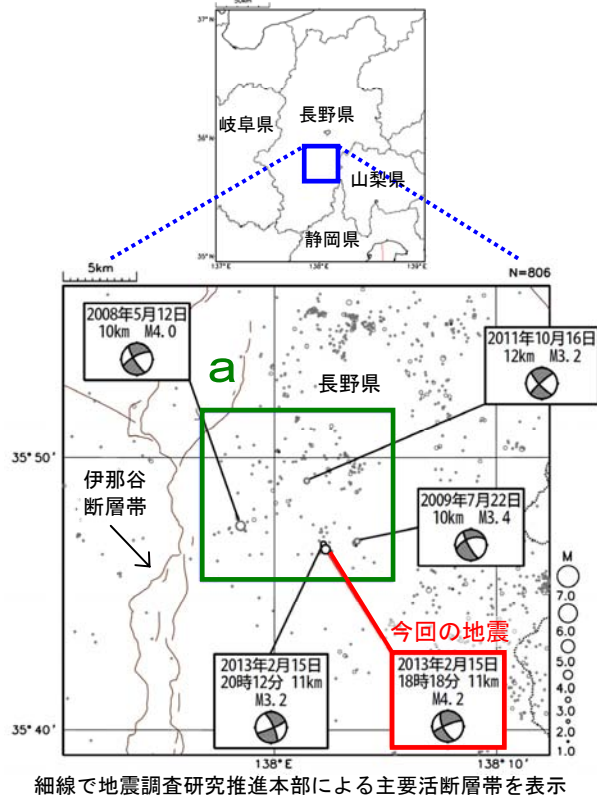 50km
37°N
長野県
岐阜県
36°N
山梨県
静岡県
35°N
137°E
138°E
139°E
5km
N=806
2008年5月12日
10km M4.0
2011年10月16日
12km M3.2
a
長野県
35°50′
伊那谷
断層帯
2009年7月22日
10km M3.4
今回の地震
M
7.0
6.0
5.0
4.0
3.0
2.0
1.0
2013年2月15日
20時12分 11km
M3.2
2013年2月15日
18時18分 11km
M4.2
35°40′
138°E
138°10′E
細線で地震調査研究推進本部による主要活断層帯を表示